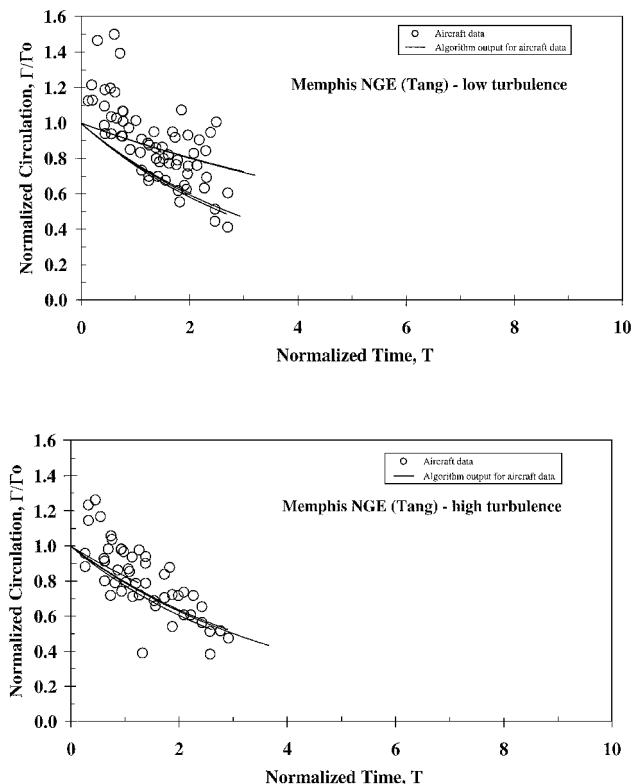 1.6
1.4
1.2
1.0
0.8
0.6
0.4
0.2
0.0
Normalized Circulation, Γ/Γo
Aircraft data
Algorithm output for aircraft data
Memphis NGE (Tang) - low turbulence
0 2 4 6 8 10
Normalized Time, T
1.6
1.4
1.2
1.0
0.8
0.6
0.4
0.2
0.0
Normalized Circulation, Γ/Γo
Aircraft data
Algorithm output for aircraft data
Memphis NGE (Tang) - high turbulence
0 2 4 6 8 10
Normalized Time, T